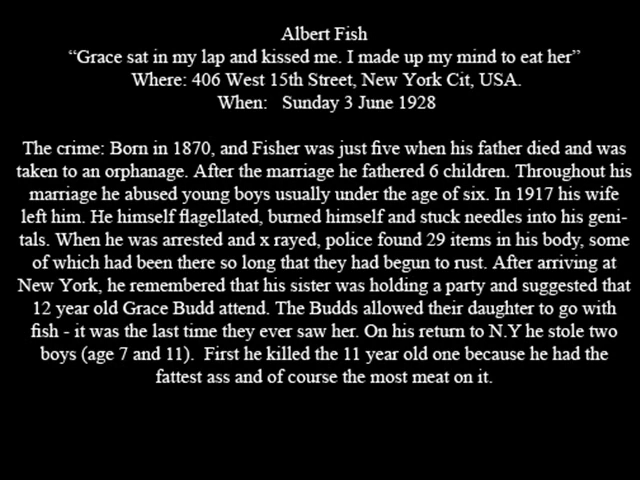 Albert Fish
“Grace sat in my lap and kissed me. I made up my mind to eat her”
Where: 406 West 15th Street, New York Cit, USA.
When: Sunday 3 June 1928
The crime: Born in 1870, and Fisher was just five when his father died and was
taken to an orphanage. After the marriage he fathered 6 children. Throughout his
marriage he abused young boys usually under the age of six. In 1917 his wife
left him. He himself flagellated, burned himself and stuck needles into his geni-
tals. When he was arrested and x rayed, police found 29 items in his body, some
of which had been there so long that they had begun to rust. After arriving at
New York, he remembered that his sister was holding a party and suggested that
12 year old Grace Budd attend. The Budds allowed their daughter to go with
fish - it was the last time they ever saw her. On his return to N.Y he stole two
boys (age 7 and 11). First he killed the 11 year old one because he had the
fattest ass and of course the most meat on it.